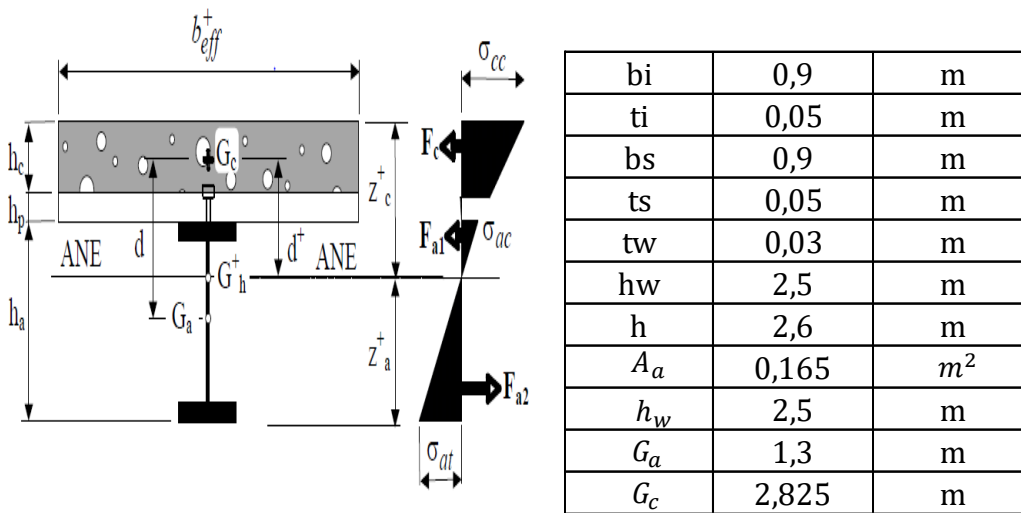 b⁺eff
σcc
Fc
Gc
hc
z⁺c
hp
Fa1
σac
d
d⁺
ANE
G⁺h
ANE
ha
Ga
z⁺a
Fa2
σat
bi 0,9 m
ti 0,05 m
bs 0,9 m
ts 0,05 m
tw 0,03 m
hw 2,5 m
h 2,6 m
Aₐ 0,165 m²
h_w 2,5 m
Gₐ 1,3 m
G_c 2,825 m